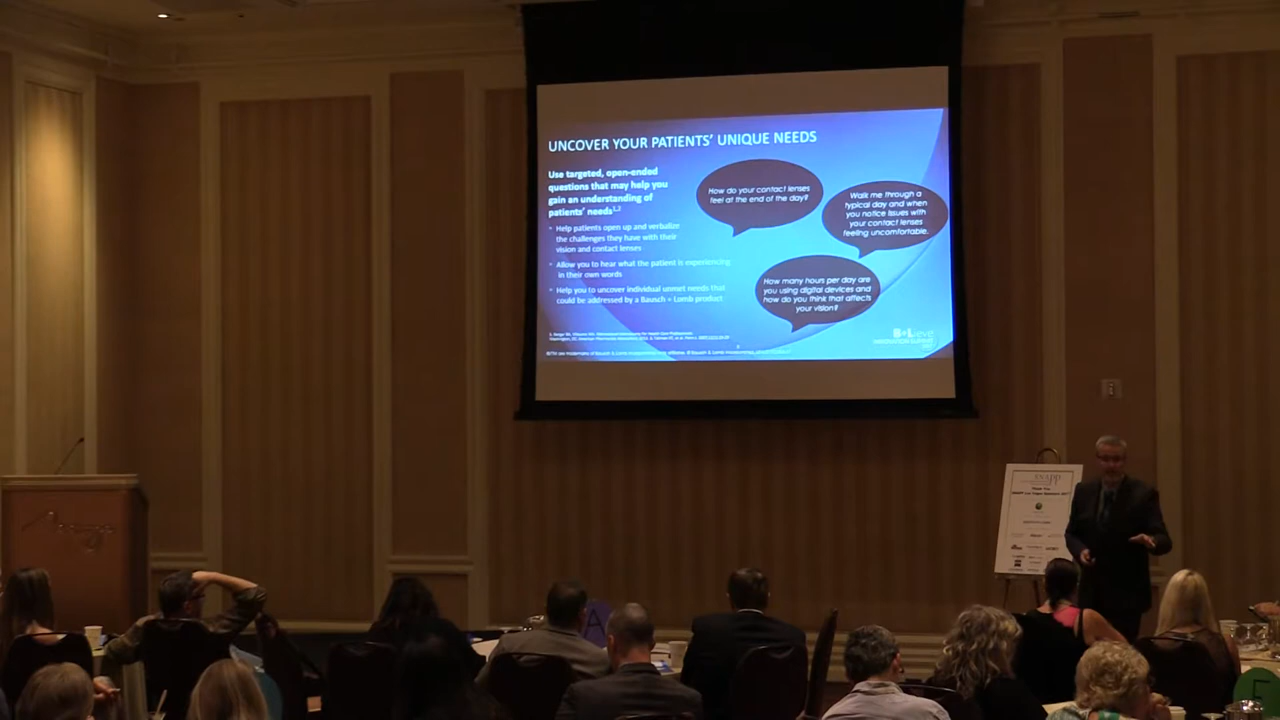 UNCOVER YOUR PATIENTS' UNIQUE NEEDS
Use targeted, open-ended
questions that may help you
gain an understanding of
patients' needs
• Help patients open up and verbalize
the challenges they have with their
vision and contact lenses
• Allow you to hear what the patient is experiencing
in their own words
• Help you to uncover individual unmet needs that
could be addressed by a Bausch + Lomb product
How do your contact lenses
feel at the end of the day?
Walk me through a
typical day and when
you notice issues with
your contact lenses
feeling uncomfortable.
How many hours per day are
you using digital devices and
how do you think that affects
your vision?
B+Lieve
INNOVATION SUMMIT
SNAPP
E